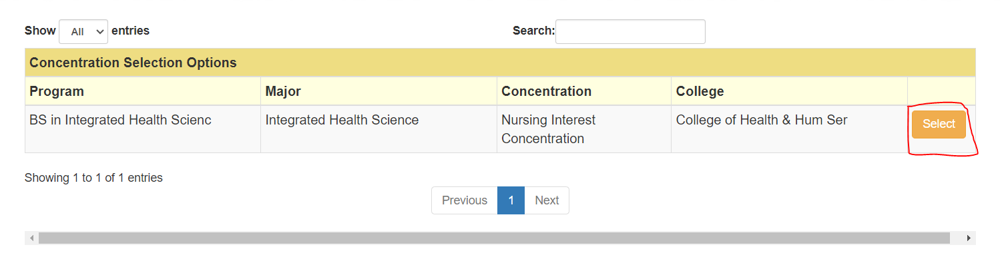 Show All entries Search:
Concentration Selection Options
Program Major Concentration College
BS in Integrated Health Scienc Integrated Health Science Nursing Interest College of Health & Hum Ser Select
Concentration
Showing 1 to 1 of 1 entries
Previous 1 Next